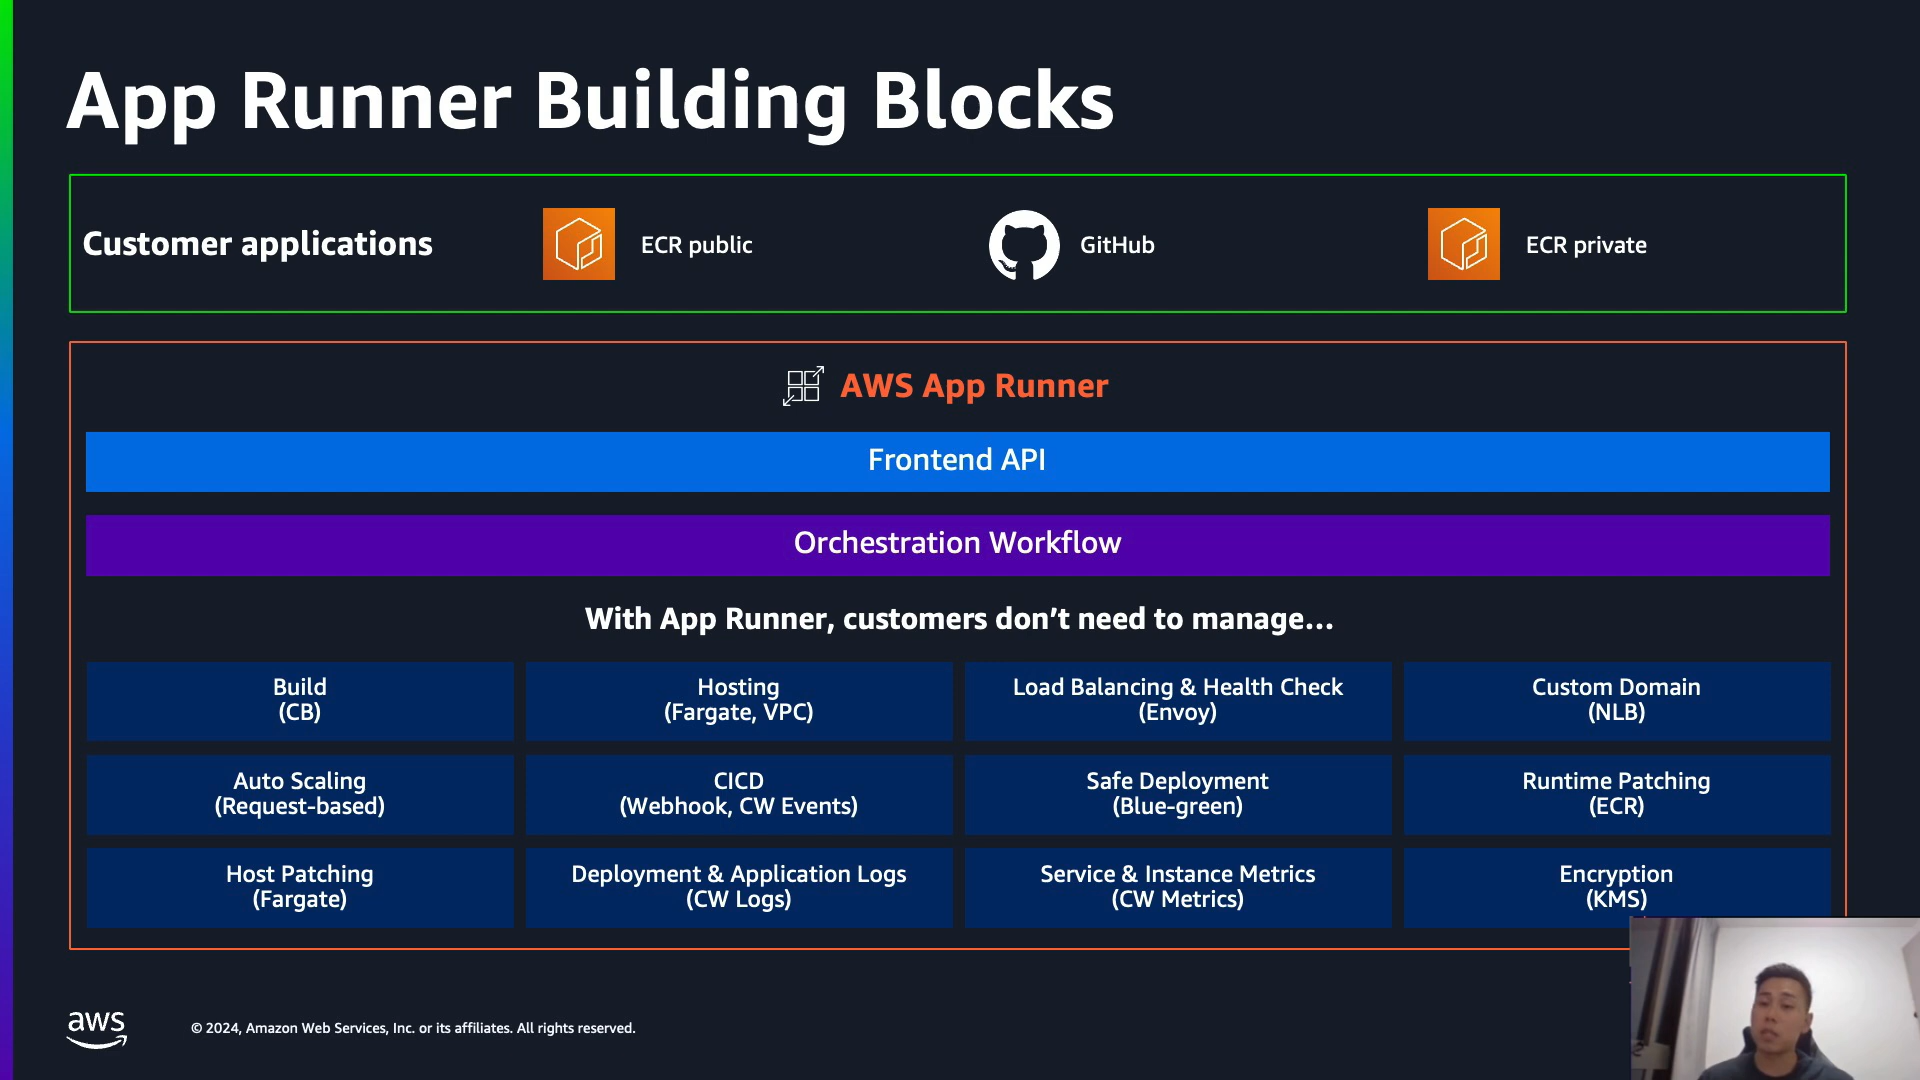 App Runner Building Blocks
Customer applications
ECR public
GitHub
ECR private
AWS App Runner
Frontend API
Orchestration Workflow
With App Runner, customers don’t need to manage...
Build
(CB)
Hosting
(Fargate, VPC)
Load Balancing & Health Check
(Envoy)
Custom Domain
(NLB)
Auto Scaling
(Request-based)
CICD
(Webhook, CW Events)
Safe Deployment
(Blue-green)
Runtime Patching
(ECR)
Host Patching
(Fargate)
Deployment & Application Logs
(CW Logs)
Service & Instance Metrics
(CW Metrics)
Encryption
(KMS)
aws
© 2024, Amazon Web Services, Inc. or its affiliates. All rights reserved.